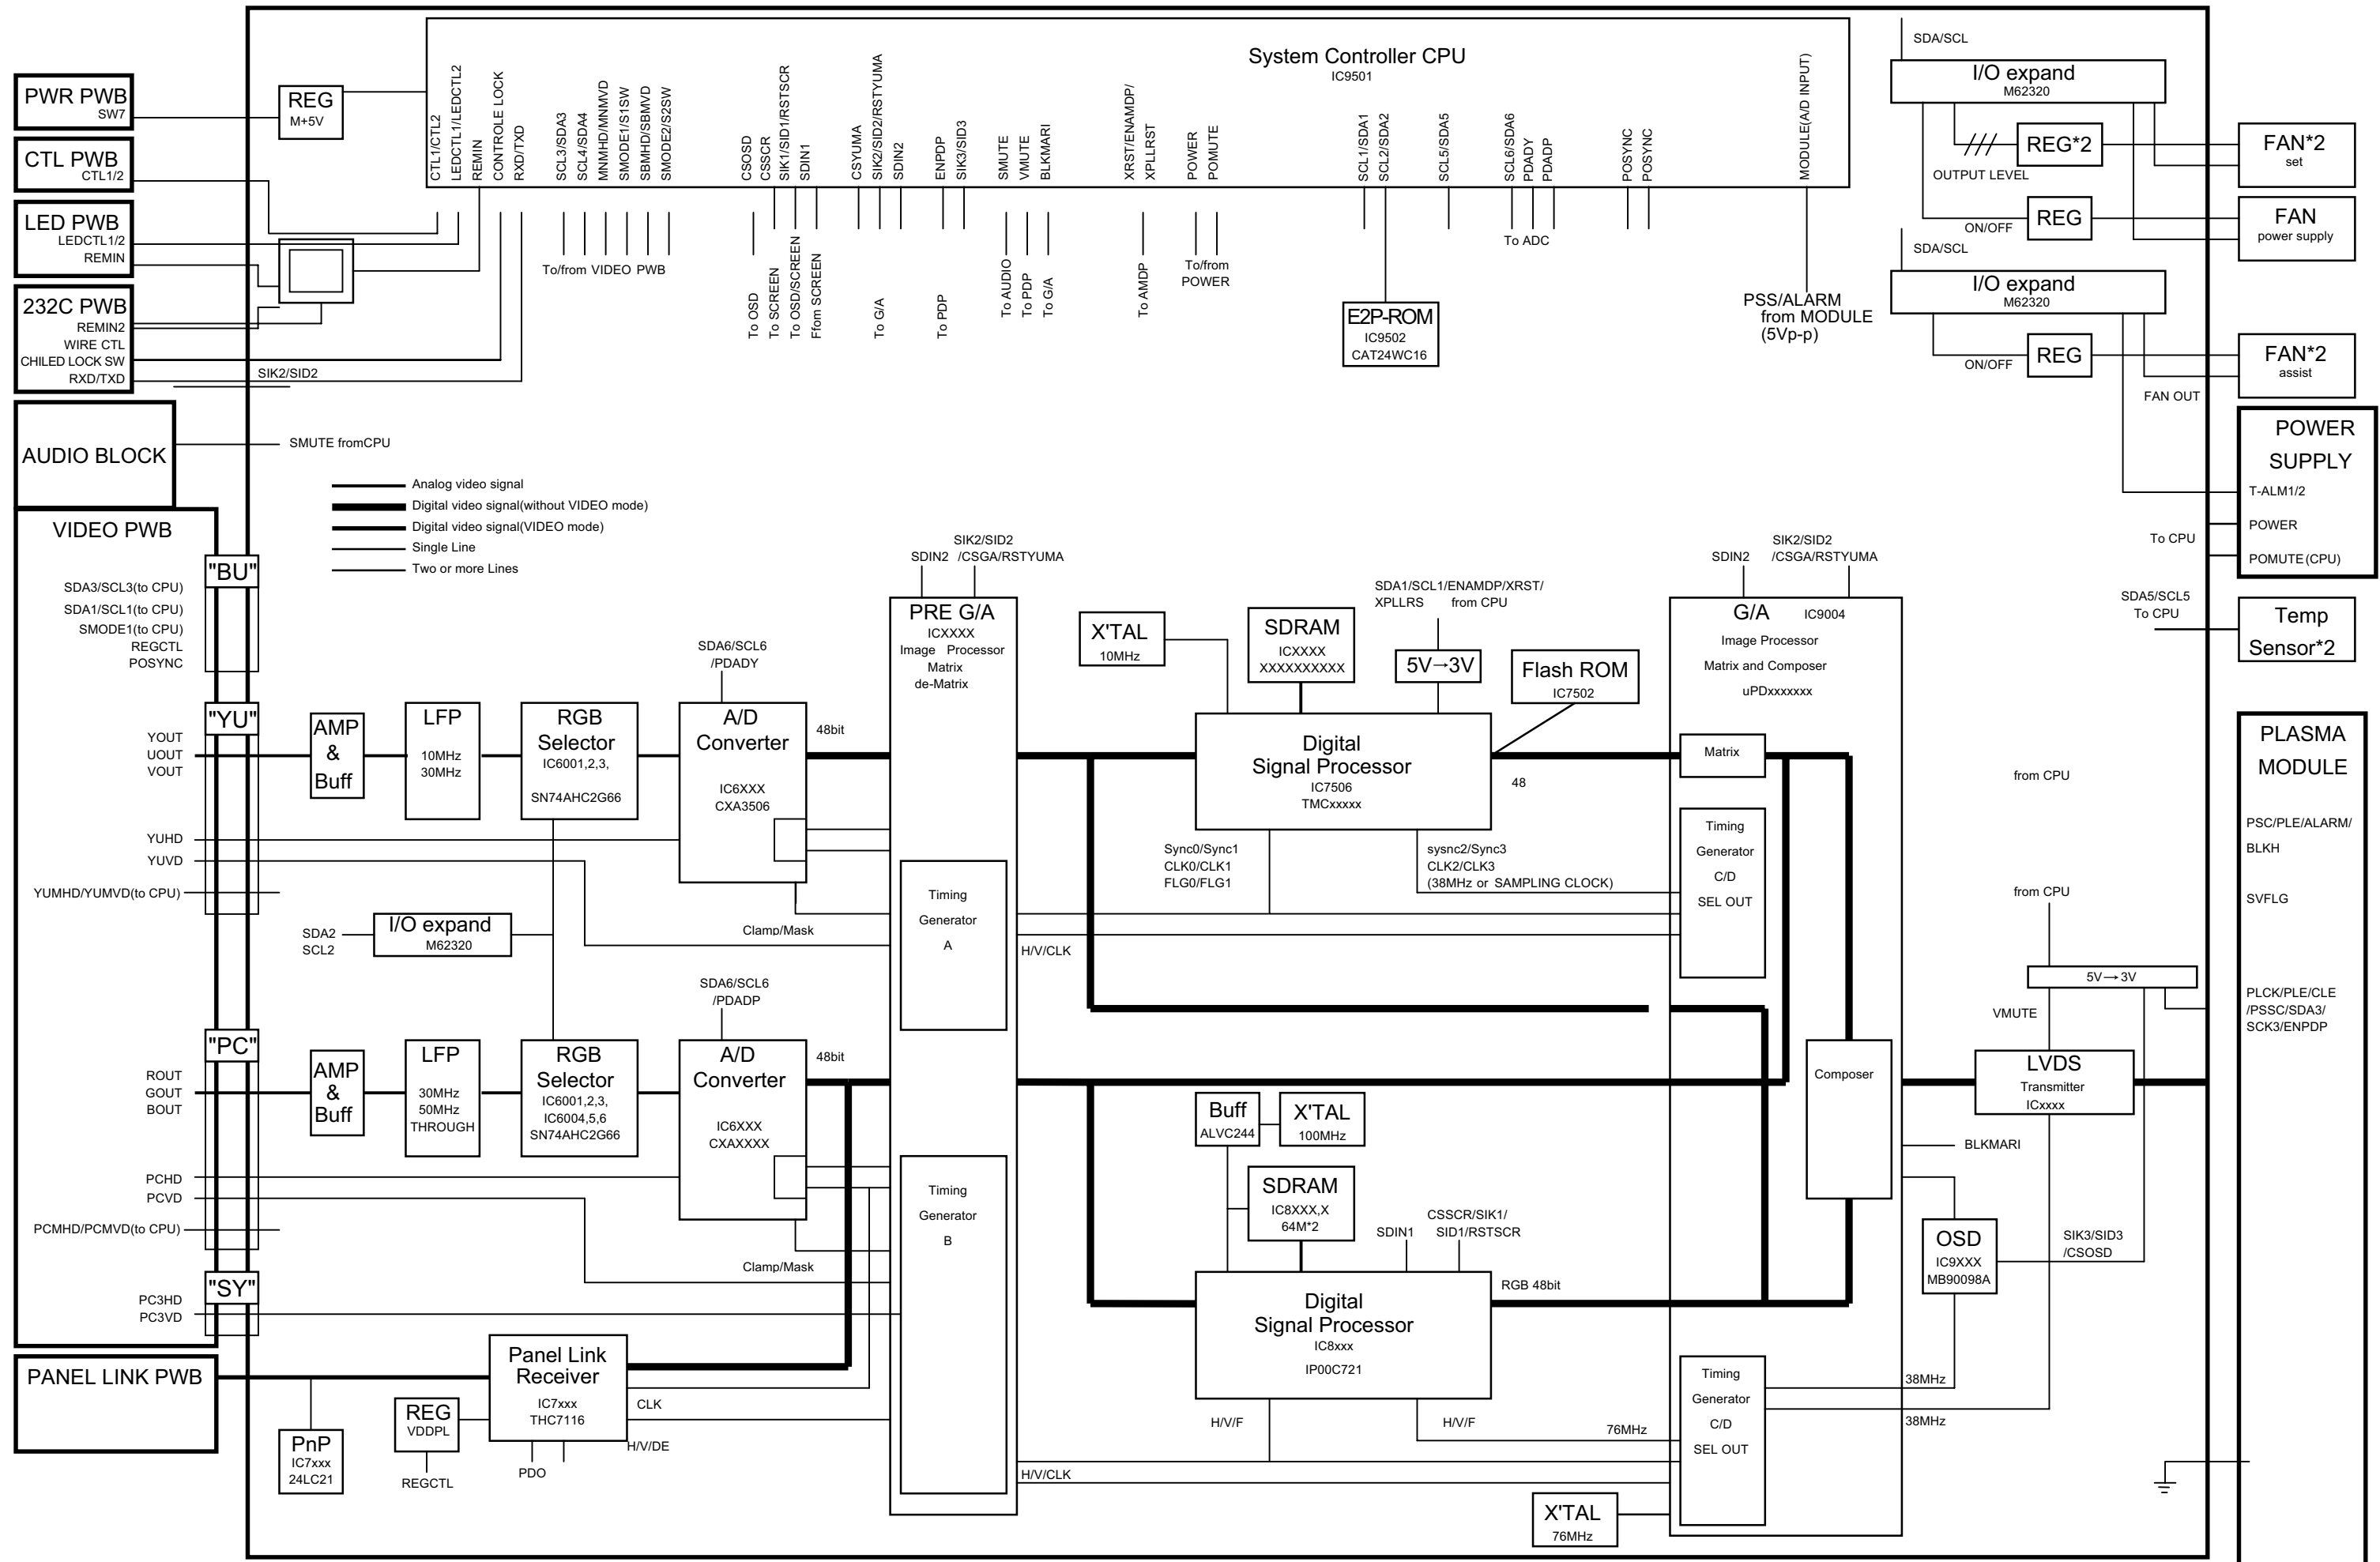 System Controller CPU
IC9501
CTL1/CTL2
LEDCTL1/LEDCTL2
REMIN
CONTROLE LOCK
RXD/TXD
SCL3/SDA3
SCL4/SDA4
MNMHD/MNMVD
SMODE1/S1SW
SBMHD/SBMVD
SMODE2/S2SW
CSOSD
CSSCR
SIK1/SID1/RSTSCR
SDIN1
CSYUMA
SIK2/SID2/RSTYUMA
SDIN2
ENPDP
SIK3/SID3
SMUTE
VMUTE
BLKMARI
XRST/ENAMDP/
XPLLRST
POWER
POMUTE
SCL1/SDA1
SCL2/SDA2
SCL5/SDA5
SCL6/SDA6
PDADY
PDADP
POSYNC
POSYNC
MODULE(A/D INPUT)
PWR PWB
SW7
REG
M+5V
CTL PWB
CTL1/2
LED PWB
LEDCTL1/2
REMIN
232C PWB
REMIN2
WIRE CTL
CHILED LOCK SW
RXD/TXD
SIK2/SID2
To/from VIDEO PWB
To OSD
To SCREEN
To OSD/SCREEN
Ffom SCREEN
To G/A
To PDP
To AUDIO
To PDP
To G/A
To AMDP
To/from
POWER
To ADC
E2P-ROM
IC9502
CAT24WC16
PSS/ALARM
from MODULE
(5Vp-p)
SDA/SCL
I/O expand
M62320
REG*2
OUTPUT LEVEL
FAN*2
set
REG
ON/OFF
FAN
power supply
SDA/SCL
I/O expand
M62320
REG
ON/OFF
FAN*2
assist
FAN OUT
AUDIO BLOCK
SMUTE fromCPU
Analog video signal
Digital video signal(without VIDEO mode)
Digital video signal(VIDEO mode)
Single Line
Two or more Lines
POWER
SUPPLY
T-ALM1/2
POWER
POMUTE(CPU)
To CPU
SDA5/SCL5
To CPU
Temp
Sensor*2
VIDEO PWB
"BU"
SDA3/SCL3(to CPU)
SDA1/SCL1(to CPU)
SMODE1(to CPU)
REGCTL
POSYNC
"YU"
YOUT
UOUT
VOUT
YUHD
YUVD
YUMHD/YUMVD(to CPU)
AMP
&
Buff
LFP
10MHz
30MHz
RGB
Selector
IC6001,2,3,
SN74AHC2G66
SDA6/SCL6
/PDADY
A/D
Converter
IC6XXX
CXA3506
48bit
SDA2
SCL2
I/O expand
M62320
Clamp/Mask
SDIN2
SIK2/SID2
/CSGA/RSTYUMA
PRE G/A
ICXXXX
Image Processor
Matrix
de-Matrix
Timing
Generator
A
H/V/CLK
X'TAL
10MHz
SDRAM
ICXXXX
XXXXXXXXXX
SDA1/SCL1/ENAMDP/XRST/
XPLLRS from CPU
5V→3V
Flash ROM
IC7502
Digital
Signal Processor
IC7506
TMCxxxxx
48
Sync0/Sync1
CLK0/CLK1
FLG0/FLG1
sysnc2/Sync3
CLK2/CLK3
(38MHz or SAMPLING CLOCK)
SDIN2
SIK2/SID2
/CSGA/RSTYUMA
G/A IC9004
Image Processor
Matrix and Composer
uPDxxxxxxx
Matrix
Timing
Generator
C/D
SEL OUT
from CPU
from CPU
5V→3V
VMUTE
PLASMA
MODULE
PSC/PLE/ALARM/
BLKH
SVFLG
PLCK/PLE/CLE
/PSSC/SDA3/
SCK3/ENPDP
"PC"
ROUT
GOUT
BOUT
PCHD
PCVD
PCMHD/PCMVD(to CPU)
AMP
&
Buff
LFP
30MHz
50MHz
THROUGH
RGB
Selector
IC6001,2,3,
IC6004,5,6
SN74AHC2G66
SDA6/SCL6
/PDADP
A/D
Converter
IC6XXX
CXAXXXX
48bit
Clamp/Mask
Timing
Generator
B
Buff
ALVC244
X'TAL
100MHz
SDRAM
IC8XXX,X
64M*2
SDIN1
CSSCR/SIK1/
SID1/RSTSCR
Digital
Signal Processor
IC8xxx
IP00C721
RGB 48bit
H/V/F
H/V/F
76MHz
Composer
LVDS
Transmitter
ICxxxx
BLKMARI
OSD
IC9XXX
MB90098A
SIK3/SID3
/CSOSD
"SY"
PC3HD
PC3VD
PANEL LINK PWB
Panel Link
Receiver
IC7xxx
THC7116
CLK
H/V/DE
PDO
REG
VDDPL
REGCTL
PnP
IC7xxx
24LC21
H/V/CLK
Timing
Generator
C/D
SEL OUT
38MHz
38MHz
X'TAL
76MHz